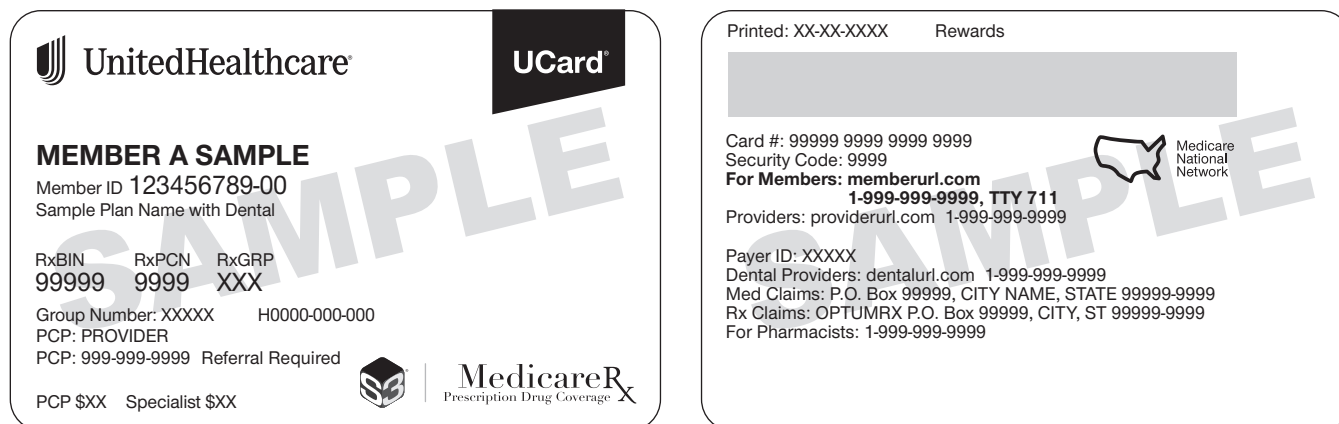 UnitedHealthcare®
UCard®
MEMBER A SAMPLE
Member ID 123456789-00
Sample Plan Name with Dental
RxBIN RxPCN RxGRP
99999 9999 XXX
Group Number: XXXXX H0000-000-000
PCP: PROVIDER
PCP: 999-999-9999 Referral Required
PCP $XX Specialist $XX
S3®
MedicareRx
Prescription Drug Coverage
SAMPLE
Printed: XX-XX-XXXX Rewards
Card #: 99999 9999 9999 9999
Security Code: 9999
For Members: memberurl.com
1-999-999-9999, TTY 711
Providers: providerurl.com 1-999-999-9999
Medicare
National
Network
Payer ID: XXXXX
Dental Providers: dentalurl.com 1-999-999-9999
Med Claims: P.O. Box 99999, CITY NAME, STATE 99999-9999
Rx Claims: OPTUMRX P.O. Box 99999, CITY, ST 99999-9999
For Pharmacists: 1-999-999-9999
SAMPLE